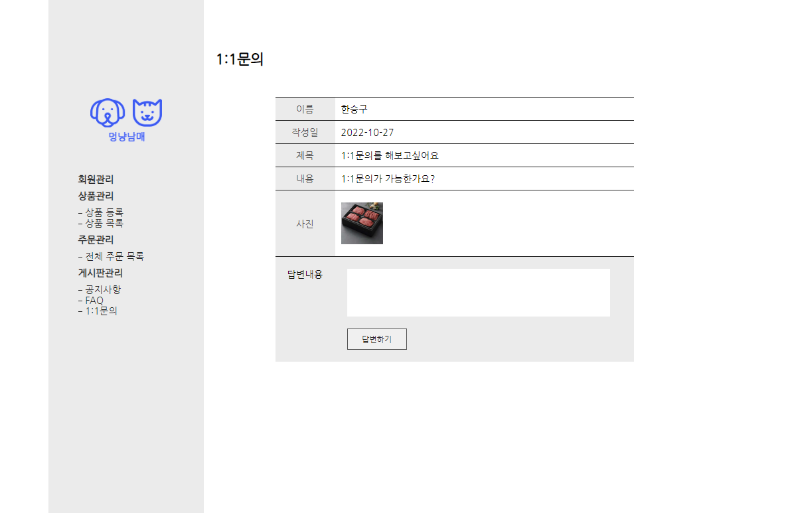 1:1문의
멍냥남매
회원관리
상품관리
- 상품 등록
- 상품 목록
주문관리
- 전체 주문 목록
게시판관리
- 공지사항
- FAQ
- 1:1문의
이름 한승구
작성일 2022-10-27
제목 1:1문의를 해보고싶어요
내용 1:1문의가 가능한가요?
사진
답변내용
답변하기